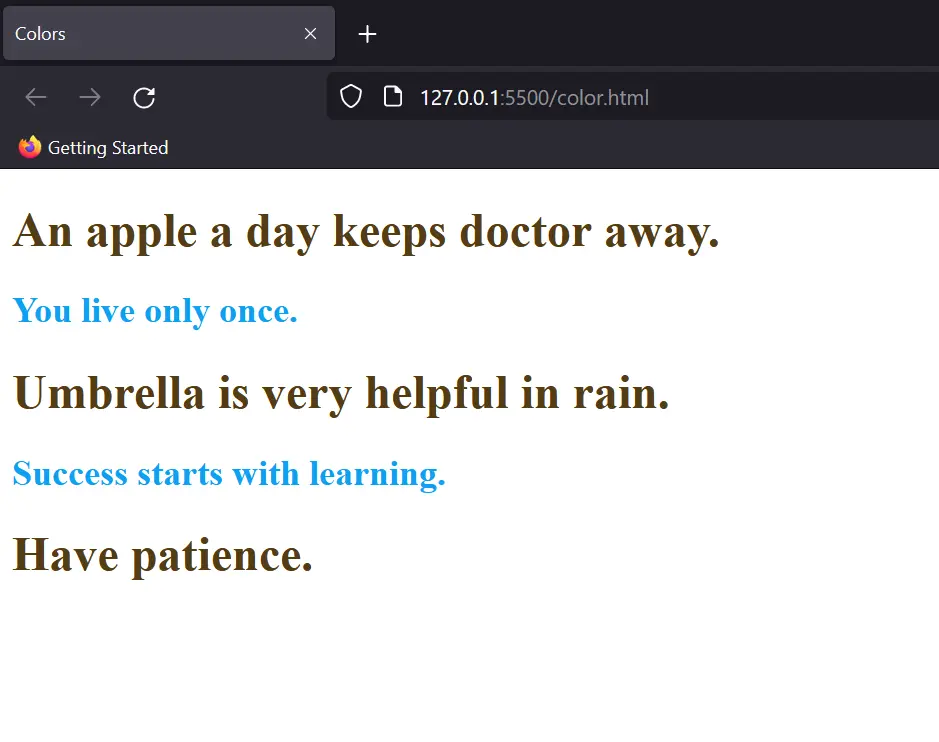 Colors
127.0.0.1:5500/color.html
Getting Started
An apple a day keeps doctor away.
You live only once.
Umbrella is very helpful in rain.
Success starts with learning.
Have patience.